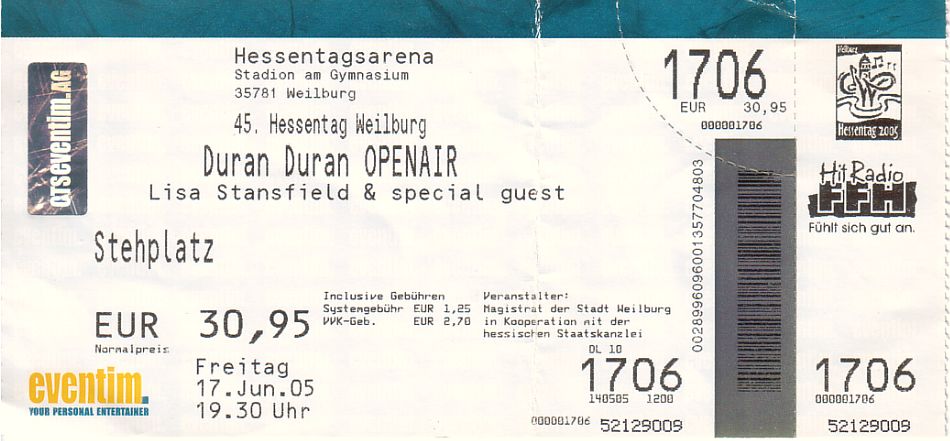 Hessentagsarena
Stadion am Gymnasium
35781 Weilburg
45. Hessentag Weilburg
Duran Duran OPENAIR
Lisa Stansfield & special guest
Stehplatz
EUR 30,95
Normalpreis
Inclusive Gebühren
Systemgebühr EUR 1,25
VVK-Geb. EUR 2,70
Veranstalter:
Magistrat der Stadt Weilburg
in Kooperation mit der
hessischen Staatskanzlei
Freitag
17.Jun.05
19.30 Uhr
eventim.
YOUR PERSONAL ENTERTAINER
ctseventim.AG
DL 10
1706
140505 1200
000001706
52129009
1706
EUR 30,95
000001706
0028996096001357704803
Weilburg
Hessentag 2005
Hit Radio
FFH
Fühlt sich gut an.
1706
000001706
52129009